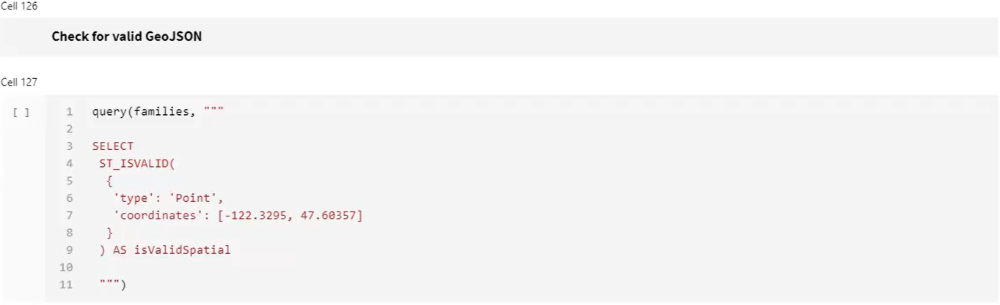 Cell 126
Check for valid GeoJSON
Cell 127
[ ]
1 query(families, """
2
3 SELECT
4 ST_ISVALID(
5 {
6 'type': 'Point',
7 'coordinates': [-122.3295, 47.60357]
8 }
9 ) AS isValidSpatial
10
11 """)